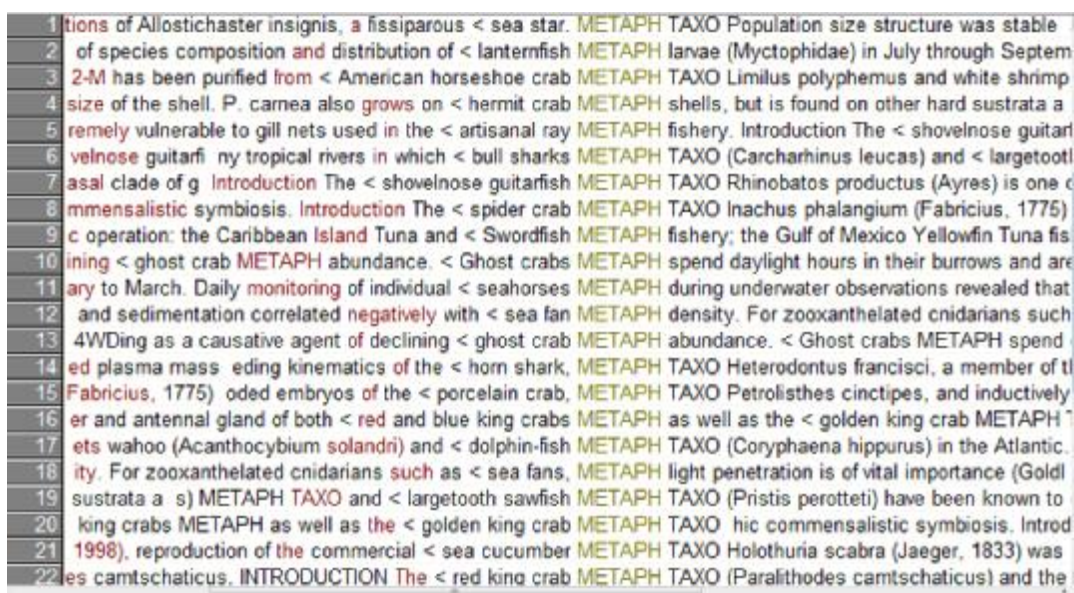 1 tions of Allostichaster insignis, a fissiparous < sea star. METAPH TAXO Population size structure was stable
2 of species composition and distribution of < lanternfish METAPH larvae (Myctophidae) in July through Septem
3 2-M has been purified from < American horseshoe crab METAPH TAXO Limilus polyphemus and white shrimp
4 size of the shell. P. carnea also grows on < hermit crab METAPH shells, but is found on other hard sustrata a
5 remely vulnerable to gill nets used in the < artisanal ray METAPH fishery. Introduction The < shovelnose guitarf
6 velnose guitarfi ny tropical rivers in which < bull sharks METAPH TAXO (Carcharhinus leucas) and < largetootl
7 asal clade of g Introduction The < shovelnose guitarfish METAPH TAXO Rhinobatos productus (Ayres) is one c
8 mmensalistic symbiosis. Introduction The < spider crab METAPH TAXO Inachus phalangium (Fabricius, 1775)
9 c operation: the Caribbean Island Tuna and < Swordfish METAPH fishery; the Gulf of Mexico Yellowfin Tuna fis
10 ining < ghost crab METAPH abundance. < Ghost crabs METAPH spend daylight hours in their burrows and are
11 ary to March. Daily monitoring of individual < seahorses METAPH during underwater observations revealed that
12 and sedimentation correlated negatively with < sea fan METAPH density. For zooxanthelated cnidarians such
13 4WDing as a causative agent of declining < ghost crab METAPH abundance. < Ghost crabs METAPH spend
14 ed plasma mass eding kinematics of the < horn shark, METAPH TAXO Heterodontus francisci, a member of tl
15 Fabricius, 1775) oded embryos of the < porcelain crab, METAPH TAXO Petrolisthes cinctipes, and inductively
16 er and antennal gland of both < red and blue king crabs METAPH as well as the < golden king crab METAPH T
17 ets wahoo (Acanthocybium solandri) and < dolphin-fish METAPH TAXO (Coryphaena hippurus) in the Atlantic.
18 ity. For zooxanthelated cnidarians such as < sea fans, METAPH light penetration is of vital importance (Goldl
19 sustrata a s) METAPH TAXO and < largetooth sawfish METAPH TAXO (Pristis perotteti) have been known to
20 king crabs METAPH as well as the < golden king crab METAPH TAXO hic commensalistic symbiosis. Introd
21 1998), reproduction of the commercial < sea cucumber METAPH TAXO Holothuria scabra (Jaeger, 1833) was
22 es camtschaticus. INTRODUCTION The < red king crab METAPH TAXO (Paralithodes camtschaticus) and the